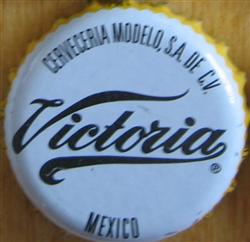 CERVECERIA MODELO, S.A. DE C.V.
Victoria ®
MEXICO